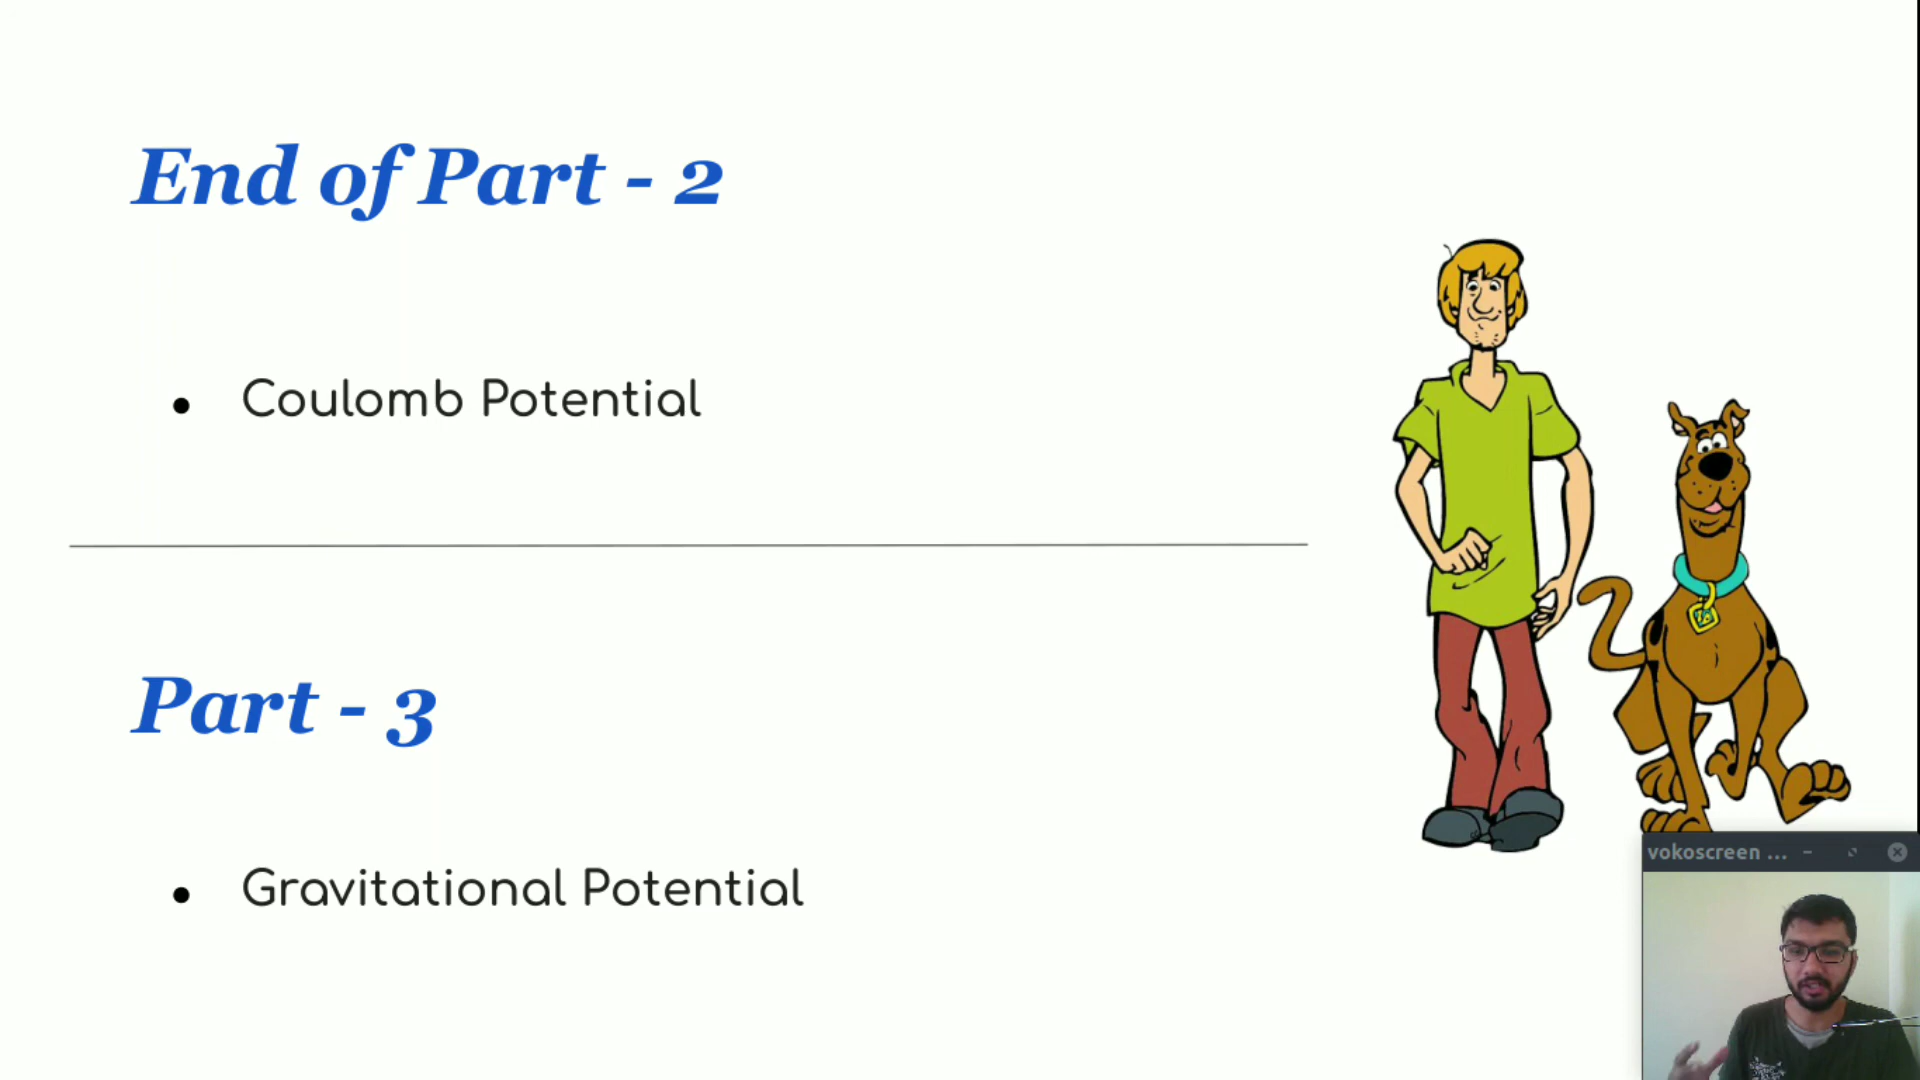 End of Part - 2
Coulomb Potential
Part - 3
Gravitational Potential
vokoscreen ...